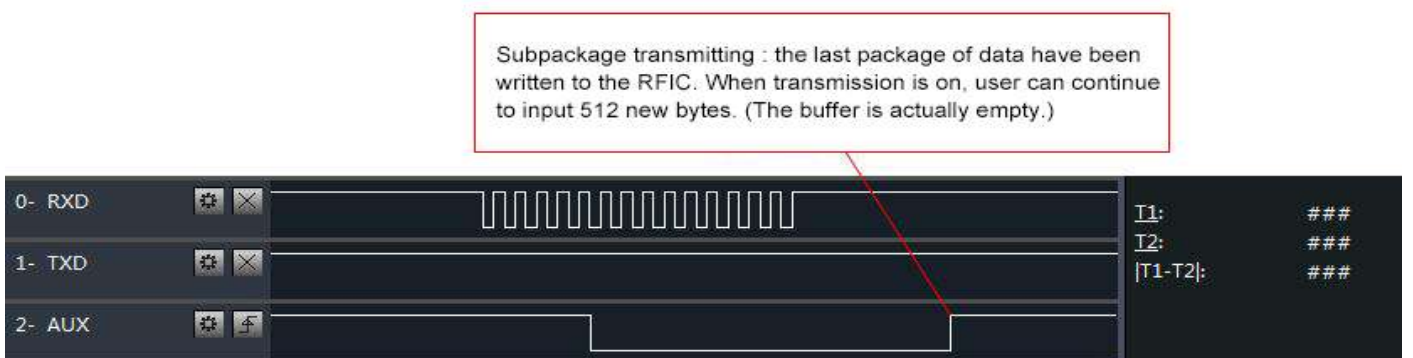 Subpackage transmitting : the last package of data have been
written to the RFIC. When transmission is on, user can continue
to input 512 new bytes. (The buffer is actually empty.)
0- RXD
1- TXD
2- AUX
T1: ###
T2: ###
|T1-T2|: ###